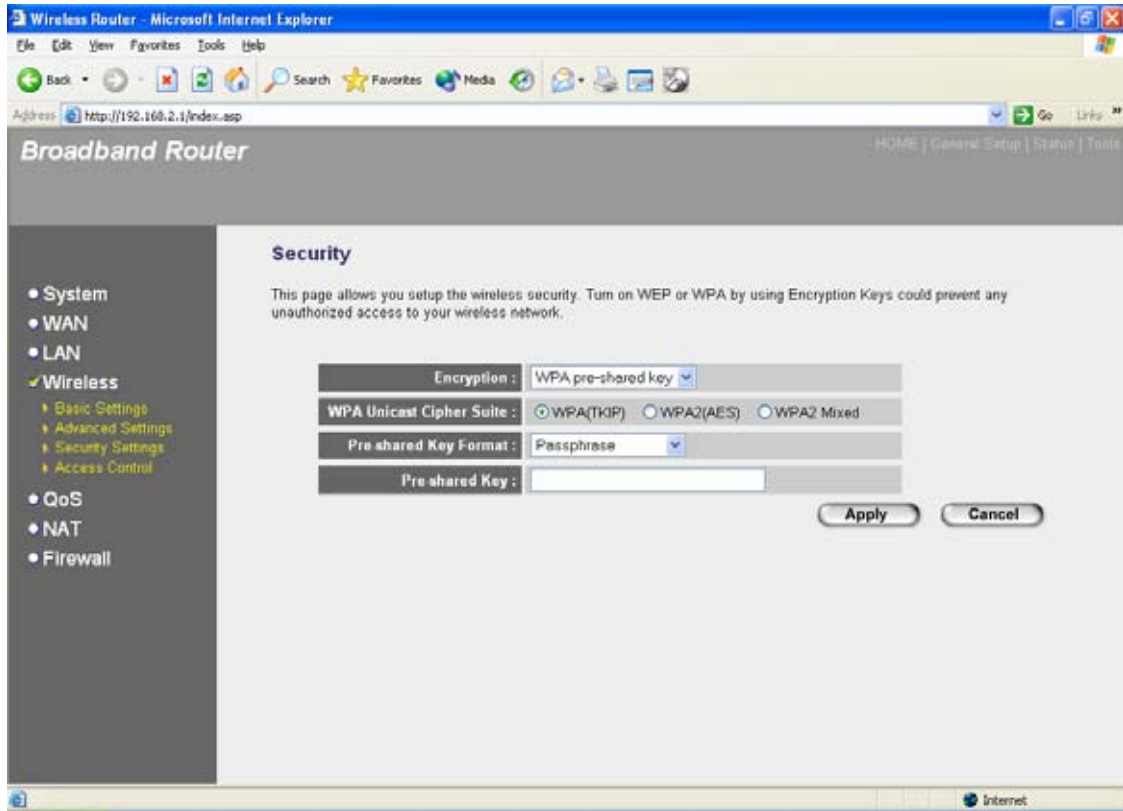 Wireless Router - Microsoft Internet Explorer
File Edit View Favorites Tools Help
Back Search Favorites Media
Address http://192.168.2.1/index.asp Go Links »
Broadband Router
HOME | General Setup | Status | Tools
Security
This page allows you setup the wireless security. Turn on WEP or WPA by using Encryption Keys could prevent any
unauthorized access to your wireless network.
System
WAN
LAN
Wireless
Basic Settings
Advanced Settings
Security Settings
Access Control
QoS
NAT
Firewall
Encryption : WPA pre-shared key
WPA Unicast Cipher Suite : WPA(TKIP) WPA2(AES) WPA2 Mixed
Pre-shared Key Format : Passphrase
Pre-shared Key :
Apply Cancel
Internet